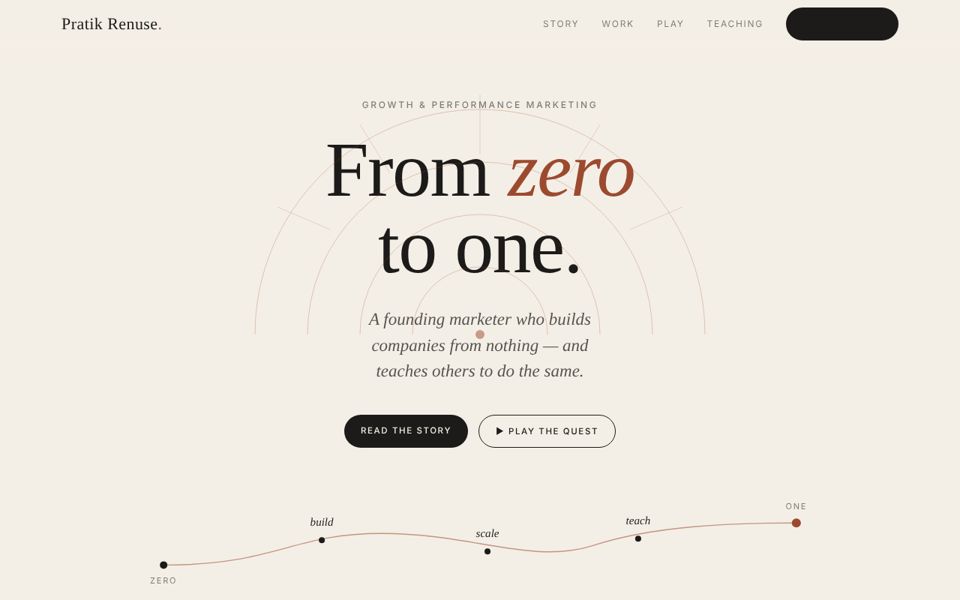 Pratik Renuse.
STORY
WORK
PLAY
TEACHING
GROWTH & PERFORMANCE MARKETING
From zero
to one.
A founding marketer who builds
companies from nothing — and
teaches others to do the same.
READ THE STORY
▶ PLAY THE QUEST
ONE
build
teach
scale
ZERO